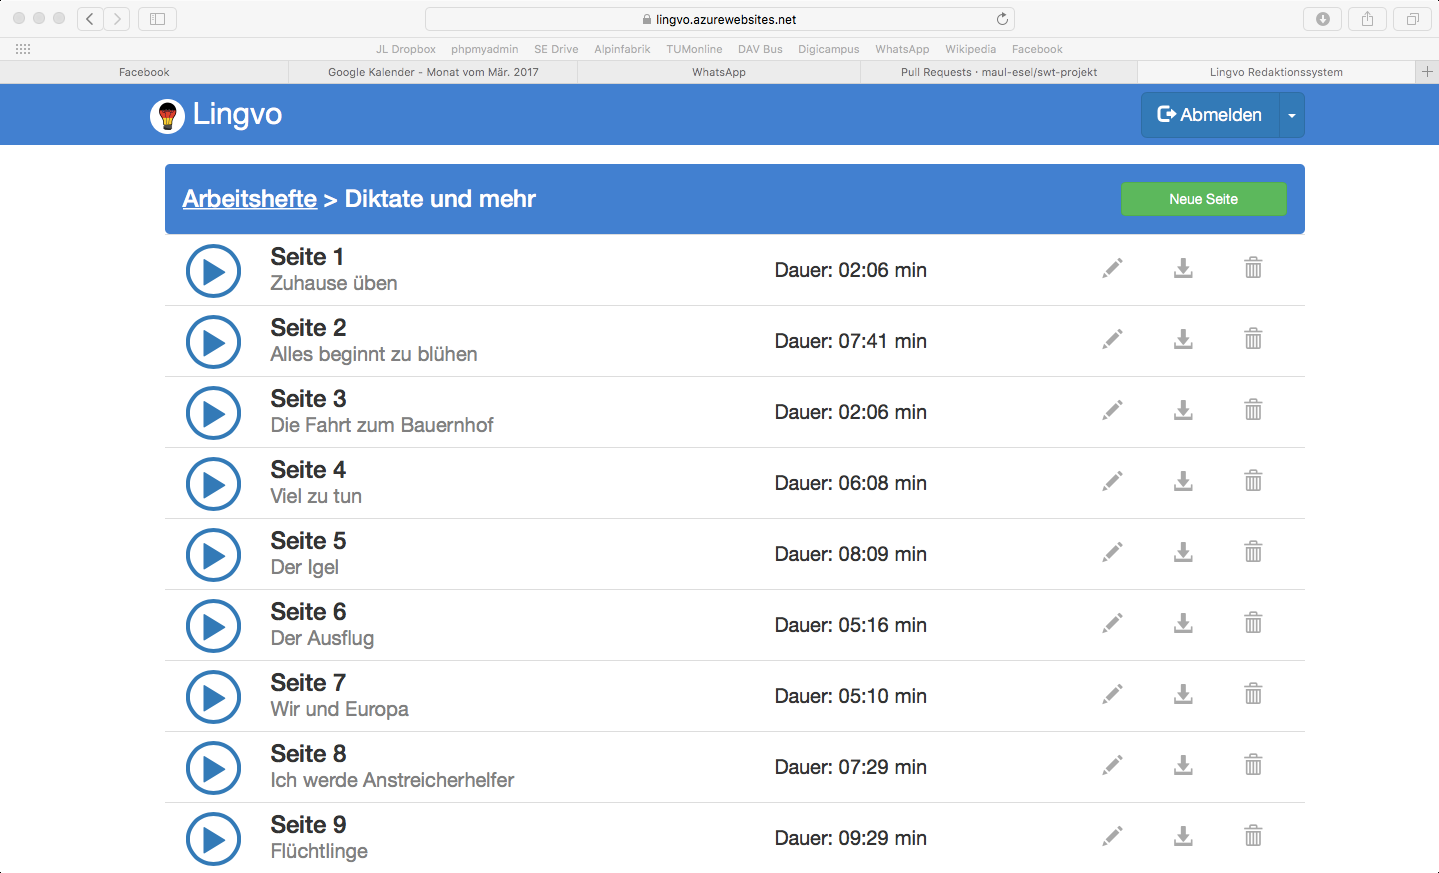 lingvo.azurewebsites.net
JL Dropbox phpmyadmin SE Drive Alpinfabrik TUMonline DAV Bus Digicampus WhatsApp Wikipedia Facebook
Facebook Google Kalender - Monat vom Mär. 2017 WhatsApp Pull Requests · maul-esel/swt-projekt Lingvo Redaktionssystem
Lingvo Abmelden
Arbeitshefte > Diktate und mehr Neue Seite
Seite 1
Zuhause üben
Dauer: 02:06 min
Seite 2
Alles beginnt zu blühen
Dauer: 07:41 min
Seite 3
Die Fahrt zum Bauernhof
Dauer: 02:06 min
Seite 4
Viel zu tun
Dauer: 06:08 min
Seite 5
Der Igel
Dauer: 08:09 min
Seite 6
Der Ausflug
Dauer: 05:16 min
Seite 7
Wir und Europa
Dauer: 05:10 min
Seite 8
Ich werde Anstreicherhelfer
Dauer: 07:29 min
Seite 9
Flüchtlinge
Dauer: 09:29 min